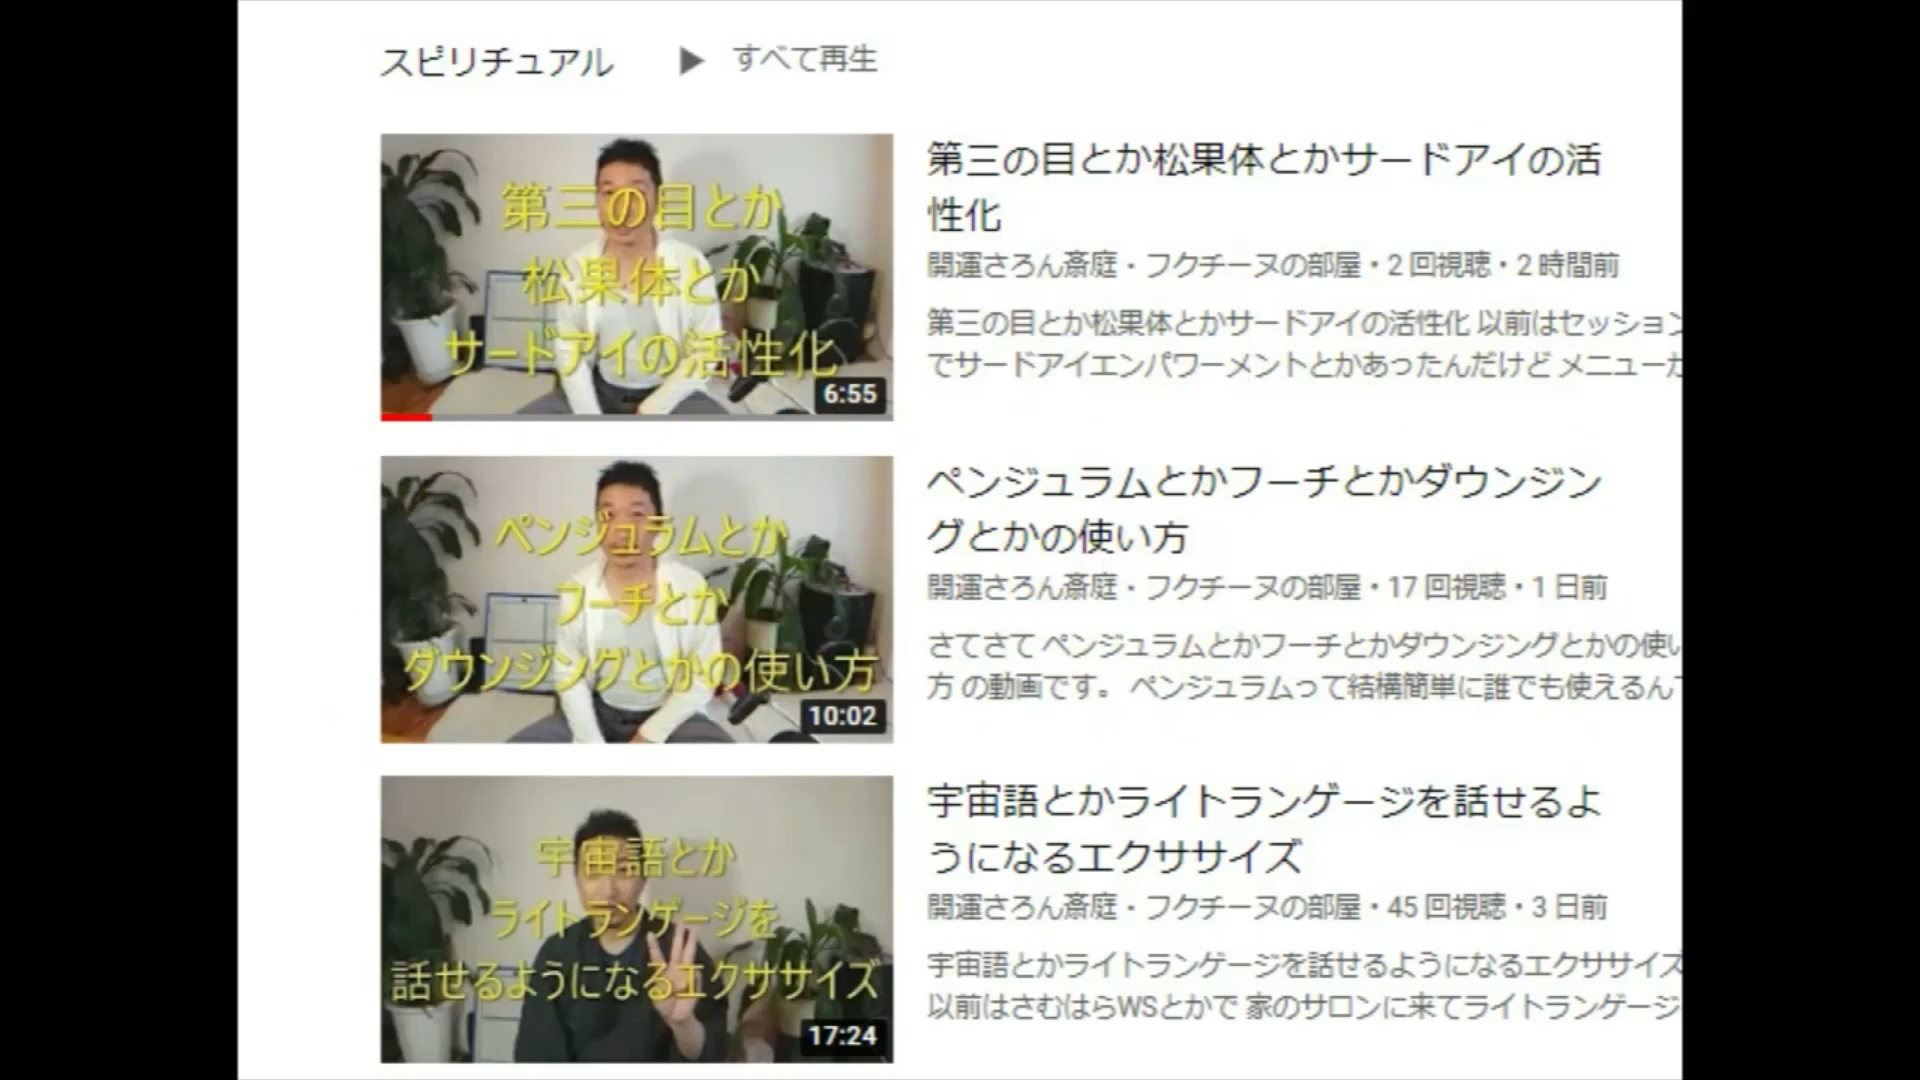 スピリチュアル ▶ すべて再生
第三の目とか
松果体とか
サードアイの活性化
6:55
第三の目とか松果体とかサードアイの活
性化
開運さろん斎庭・フクチーヌの部屋・2 回視聴・2 時間前
第三の目とか松果体とかサードアイの活性化 以前はセッション
でサードアイエンパワーメントとかあったんだけど メニューか
ペンジュラムとか
フーチとか
ダウンジングとかの使い方
10:02
ペンジュラムとかフーチとかダウンジン
グとかの使い方
開運さろん斎庭・フクチーヌの部屋・17 回視聴・1 日前
さてさて ペンジュラムとかフーチとかダウンジングとかの使い
方 の動画です。 ペンジュラムって結構簡単に誰でも使えるん
宇宙語とか
ライトランゲージを
話せるようになるエクササイズ
17:24
宇宙語とかライトランゲージを話せるよ
うになるエクササイズ
開運さろん斎庭・フクチーヌの部屋・45 回視聴・3 日前
宇宙語とかライトランゲージを話せるようになるエクササイズ
以前はさむはらWSとかで 家のサロンに来てライトランゲージ